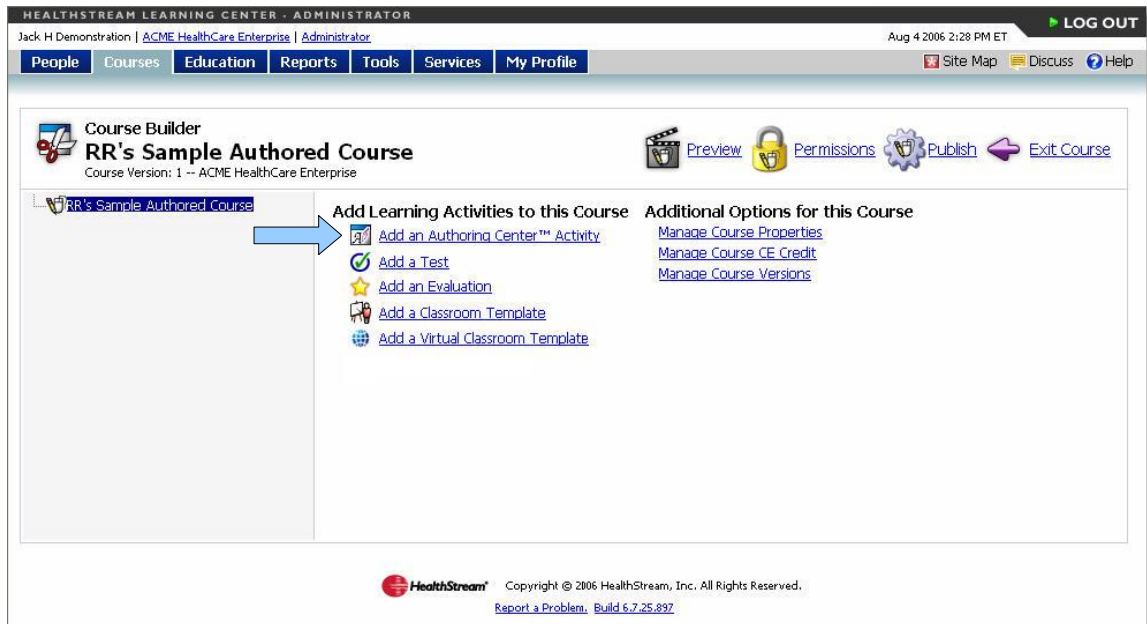 HEALTHSTREAM LEARNING CENTER - ADMINISTRATOR
LOG OUT
Jack H Demonstration | ACME HealthCare Enterprise | Administrator
Aug 4 2006 2:28 PM ET
People Courses Education Reports Tools Services My Profile
Site Map Discuss Help
Course Builder
RR's Sample Authored Course
Course Version: 1 -- ACME HealthCare Enterprise
Preview Permissions Publish Exit Course
RR's Sample Authored Course
Add Learning Activities to this Course
Add an Authoring Center™ Activity
Add a Test
Add an Evaluation
Add a Classroom Template
Add a Virtual Classroom Template
Additional Options for this Course
Manage Course Properties
Manage Course CE Credit
Manage Course Versions
HealthStream® Copyright © 2006 HealthStream, Inc. All Rights Reserved.
Report a Problem. Build 6.7.25.897